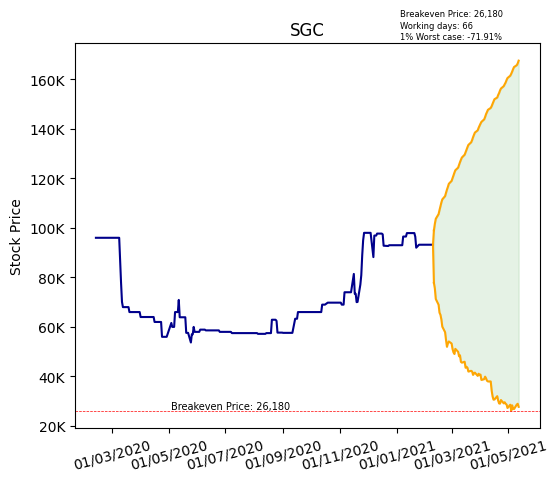 Breakeven Price: 26,180
Working days: 66
1% Worst case: -71.91%
SGC
Stock Price
160K
140K
120K
100K
80K
60K
40K
20K
Breakeven Price: 26,180
01/03/2020
01/05/2020
01/07/2020
01/09/2020
01/11/2020
01/01/2021
01/03/2021
01/05/2021